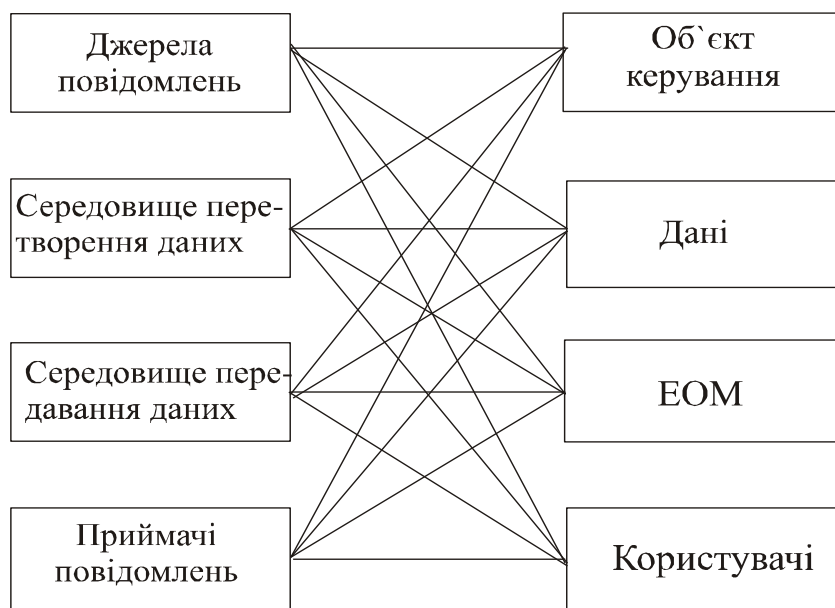 Джерела
повідомлень
Об`єкт
керування
Середовище пере-
творення даних
Дані
Середовище пере-
давання даних
ЕОМ
Приймачі
повідомлень
Користувачі